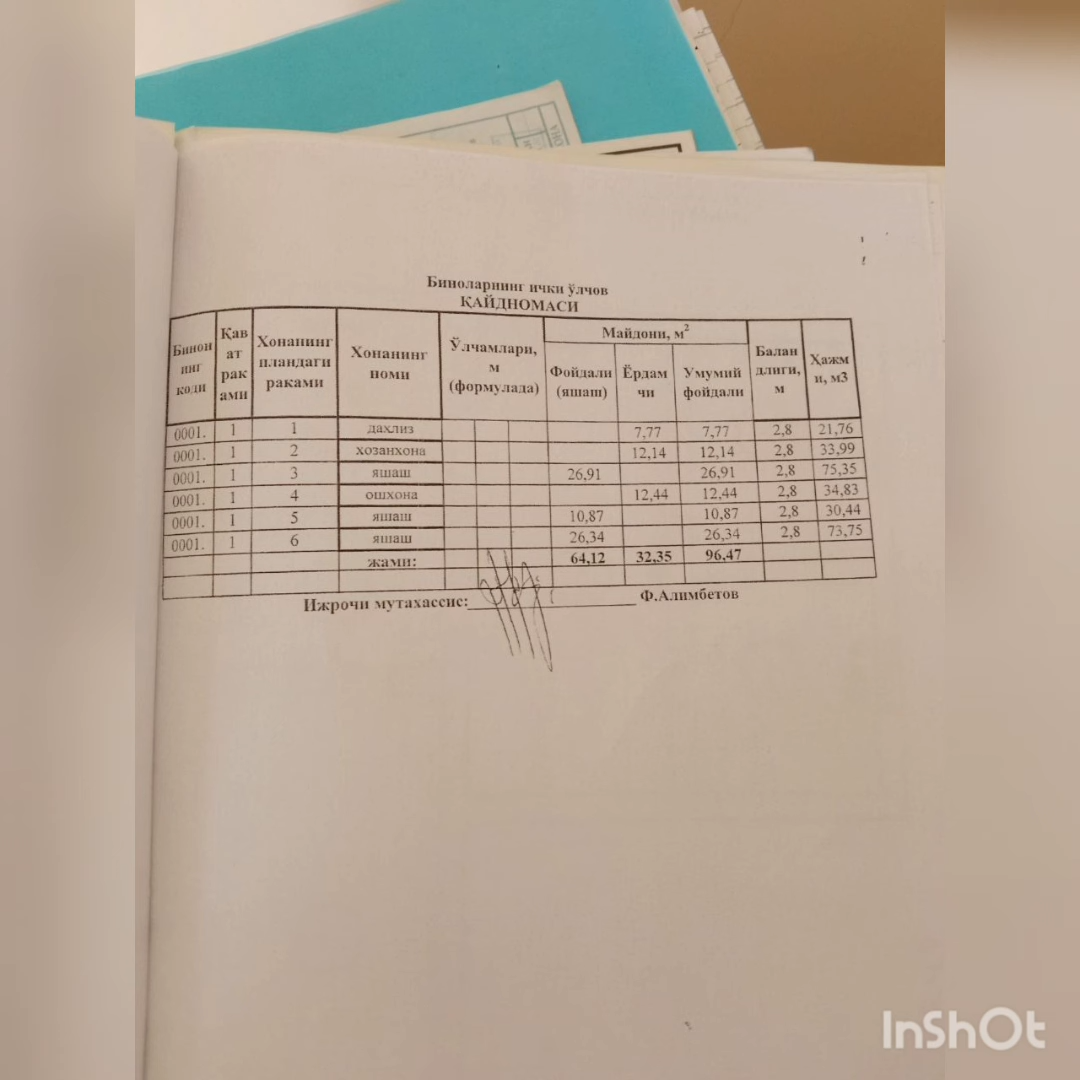 Биноларнинг ички ўлчов
ҚАЙДНОМАСИ
Бинонинг коди | Қават раками | Хонанинг пландаги раками | Хонанинг номи | Ўлчамлари, м (формулада) | Майдони, м² | Баландлиги, м | Ҳажми, м3
Фойдали (яшаш) | Ёрдамчи | Умумий фойдали
0001. | 1 | 1 | дахлиз | 7,77 | 7,77 | 2,8 | 21,76
0001. | 1 | 2 | хозанхона | 12,14 | 12,14 | 2,8 | 33,99
0001. | 1 | 3 | яшаш | 26,91 | 26,91 | 2,8 | 75,35
0001. | 1 | 4 | ошхона | 12,44 | 12,44 | 2,8 | 34,83
0001. | 1 | 5 | яшаш | 10,87 | 10,87 | 2,8 | 30,44
0001. | 1 | 6 | яшаш | 26,34 | 26,34 | 2,8 | 73,75
жами: | 64,12 | 32,35 | 96,47
Ижрочи мутахассис: Ф.Алимбетов
InShOt